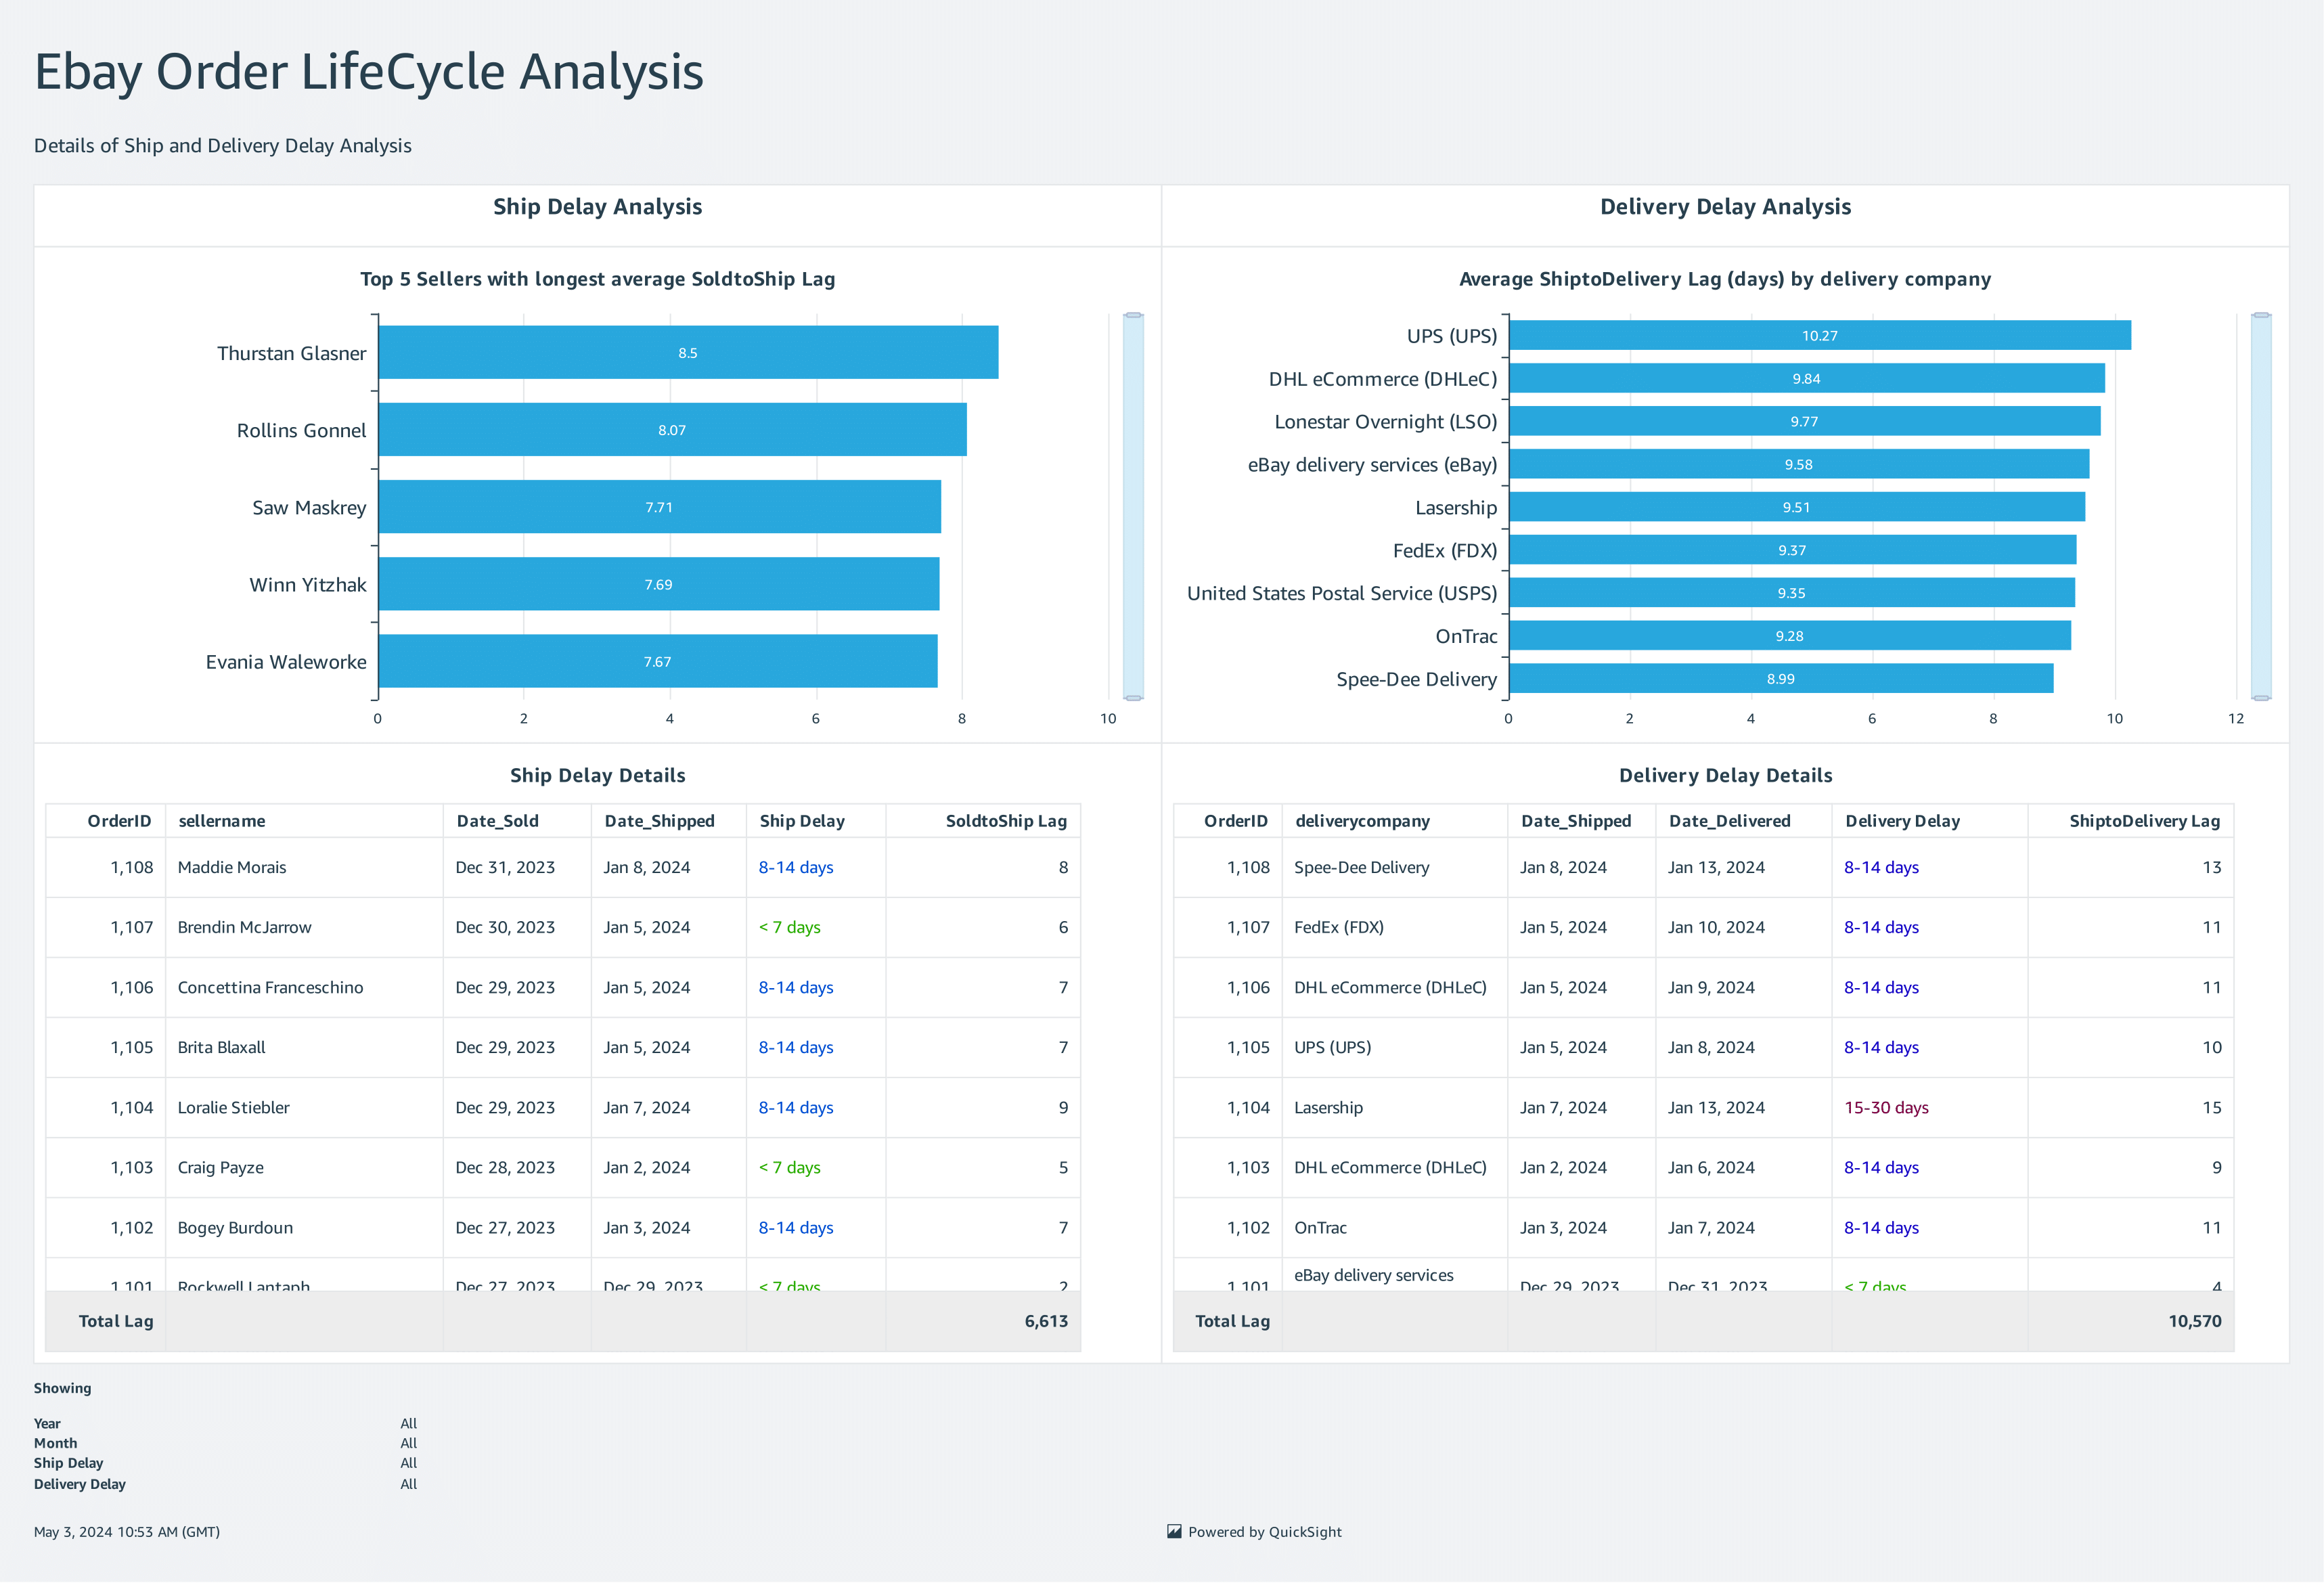 Ebay Order LifeCycle Analysis
Details of Ship and Delivery Delay Analysis
Ship Delay Analysis
Top 5 Sellers with longest average SoldtoShip Lag
Thurstan Glasner 8.5
Rollins Gonnel 8.07
Saw Maskrey 7.71
Winn Yitzhak 7.69
Evania Waleworke 7.67
0 2 4 6 8 10
Delivery Delay Analysis
Average ShiptoDelivery Lag (days) by delivery company
UPS (UPS) 10.27
DHL eCommerce (DHLeC) 9.84
Lonestar Overnight (LSO) 9.77
eBay delivery services (eBay) 9.58
Lasership 9.51
FedEx (FDX) 9.37
United States Postal Service (USPS) 9.35
OnTrac 9.28
Spee-Dee Delivery 8.99
0 2 4 6 8 10 12
Ship Delay Details
OrderID sellername Date_Sold Date_Shipped Ship Delay SoldtoShip Lag
1,108 Maddie Morais Dec 31, 2023 Jan 8, 2024 8-14 days 8
1,107 Brendin McJarrow Dec 30, 2023 Jan 5, 2024 < 7 days 6
1,106 Concettina Franceschino Dec 29, 2023 Jan 5, 2024 8-14 days 7
1,105 Brita Blaxall Dec 29, 2023 Jan 5, 2024 8-14 days 7
1,104 Loralie Stiebler Dec 29, 2023 Jan 7, 2024 8-14 days 9
1,103 Craig Payze Dec 28, 2023 Jan 2, 2024 < 7 days 5
1,102 Bogey Burdoun Dec 27, 2023 Jan 3, 2024 8-14 days 7
1,101 Rockwell Lantaph Dec 27, 2023 Dec 29, 2023 < 7 days 2
Total Lag 6,613
Delivery Delay Details
OrderID deliverycompany Date_Shipped Date_Delivered Delivery Delay ShiptoDelivery Lag
1,108 Spee-Dee Delivery Jan 8, 2024 Jan 13, 2024 8-14 days 13
1,107 FedEx (FDX) Jan 5, 2024 Jan 10, 2024 8-14 days 11
1,106 DHL eCommerce (DHLeC) Jan 5, 2024 Jan 9, 2024 8-14 days 11
1,105 UPS (UPS) Jan 5, 2024 Jan 8, 2024 8-14 days 10
1,104 Lasership Jan 7, 2024 Jan 13, 2024 15-30 days 15
1,103 DHL eCommerce (DHLeC) Jan 2, 2024 Jan 6, 2024 8-14 days 9
1,102 OnTrac Jan 3, 2024 Jan 7, 2024 8-14 days 11
1,101 eBay delivery services Dec 29, 2023 Dec 31, 2023 < 7 days 4
Total Lag 10,570
Showing
Year All
Month All
Ship Delay All
Delivery Delay All
May 3, 2024 10:53 AM (GMT)
Powered by QuickSight